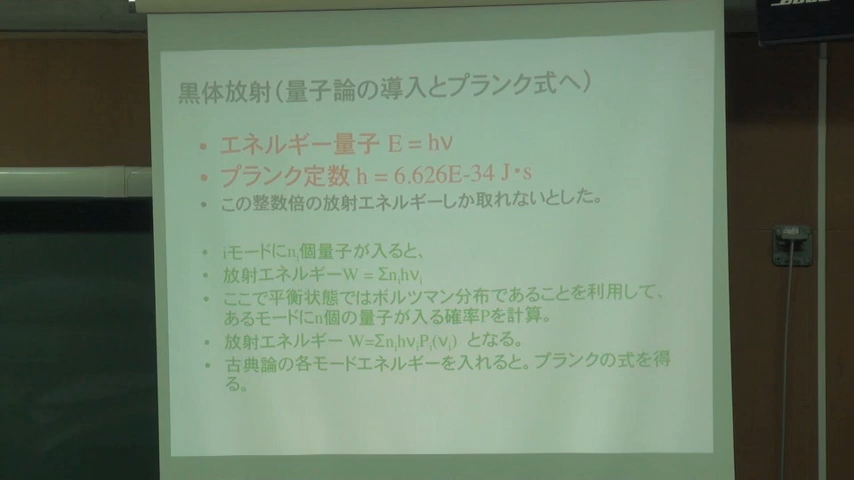 黒体放射(量子論の導入とプランク式へ)
• エネルギー量子 E = hν
• プランク定数 h = 6.626E-34 J・s
• この整数倍の放射エネルギーしか取れないとした。
• iモードにni個量子が入ると、
• 放射エネルギーW = Σnihνi
• ここで平衡状態ではボルツマン分布であることを利用して、
あるモードにn個の量子が入る確率Pを計算。
• 放射エネルギー W=ΣnihνiPi(νi) となる。
• 古典論の各モードエネルギーを入れると。プランクの式を得
る。